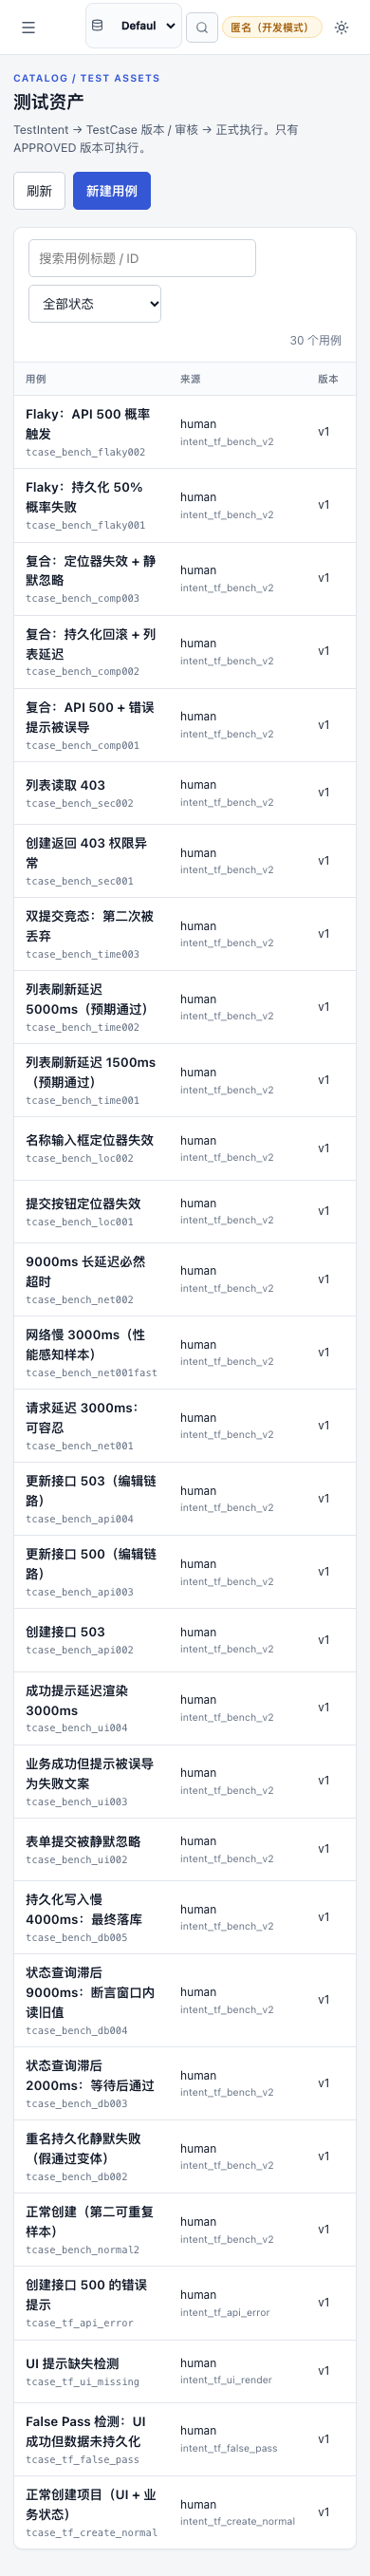 Defaul
匿名（开发模式）
CATALOG / TEST ASSETS
测试资产
TestIntent → TestCase 版本 / 审核 → 正式执行。只有
APPROVED 版本可执行。
刷新
新建用例
搜索用例标题 / ID
全部状态
30 个用例
用例 来源 版本
Flaky：API 500 概率
触发
tcase_bench_flaky002
human
intent_tf_bench_v2
v1
Flaky：持久化 50%
概率失败
tcase_bench_flaky001
human
intent_tf_bench_v2
v1
复合：定位器失效 + 静
默忽略
tcase_bench_comp003
human
intent_tf_bench_v2
v1
复合：持久化回滚 + 列
表延迟
tcase_bench_comp002
human
intent_tf_bench_v2
v1
复合：API 500 + 错误
提示被误导
tcase_bench_comp001
human
intent_tf_bench_v2
v1
列表读取 403
tcase_bench_sec002
human
intent_tf_bench_v2
v1
创建返回 403 权限异
常
tcase_bench_sec001
human
intent_tf_bench_v2
v1
双提交竞态：第二次被
丢弃
tcase_bench_time003
human
intent_tf_bench_v2
v1
列表刷新延迟
5000ms（预期通过）
tcase_bench_time002
human
intent_tf_bench_v2
v1
列表刷新延迟 1500ms
（预期通过）
tcase_bench_time001
human
intent_tf_bench_v2
v1
名称输入框定位器失效
tcase_bench_loc002
human
intent_tf_bench_v2
v1
提交按钮定位器失效
tcase_bench_loc001
human
intent_tf_bench_v2
v1
9000ms 长延迟必然
超时
tcase_bench_net002
human
intent_tf_bench_v2
v1
网络慢 3000ms（性
能感知样本）
tcase_bench_net001fast
human
intent_tf_bench_v2
v1
请求延迟 3000ms：
可容忍
tcase_bench_net001
human
intent_tf_bench_v2
v1
更新接口 503（编辑链
路）
tcase_bench_api004
human
intent_tf_bench_v2
v1
更新接口 500（编辑链
路）
tcase_bench_api003
human
intent_tf_bench_v2
v1
创建接口 503
tcase_bench_api002
human
intent_tf_bench_v2
v1
成功提示延迟渲染
3000ms
tcase_bench_ui004
human
intent_tf_bench_v2
v1
业务成功但提示被误导
为失败文案
tcase_bench_ui003
human
intent_tf_bench_v2
v1
表单提交被静默忽略
tcase_bench_ui002
human
intent_tf_bench_v2
v1
持久化写入慢
4000ms：最终落库
tcase_bench_db005
human
intent_tf_bench_v2
v1
状态查询滞后
9000ms：断言窗口内
读旧值
tcase_bench_db004
human
intent_tf_bench_v2
v1
状态查询滞后
2000ms：等待后通过
tcase_bench_db003
human
intent_tf_bench_v2
v1
重名持久化静默失败
（假通过变体）
tcase_bench_db002
human
intent_tf_bench_v2
v1
正常创建（第二可重复
样本）
tcase_bench_normal2
human
intent_tf_bench_v2
v1
创建接口 500 的错误
提示
tcase_tf_api_error
human
intent_tf_api_error
v1
UI 提示缺失检测
tcase_tf_ui_missing
human
intent_tf_ui_render
v1
False Pass 检测：UI
成功但数据未持久化
tcase_tf_false_pass
human
intent_tf_false_pass
v1
正常创建项目（UI + 业
务状态）
tcase_tf_create_normal
human
intent_tf_create_normal
v1